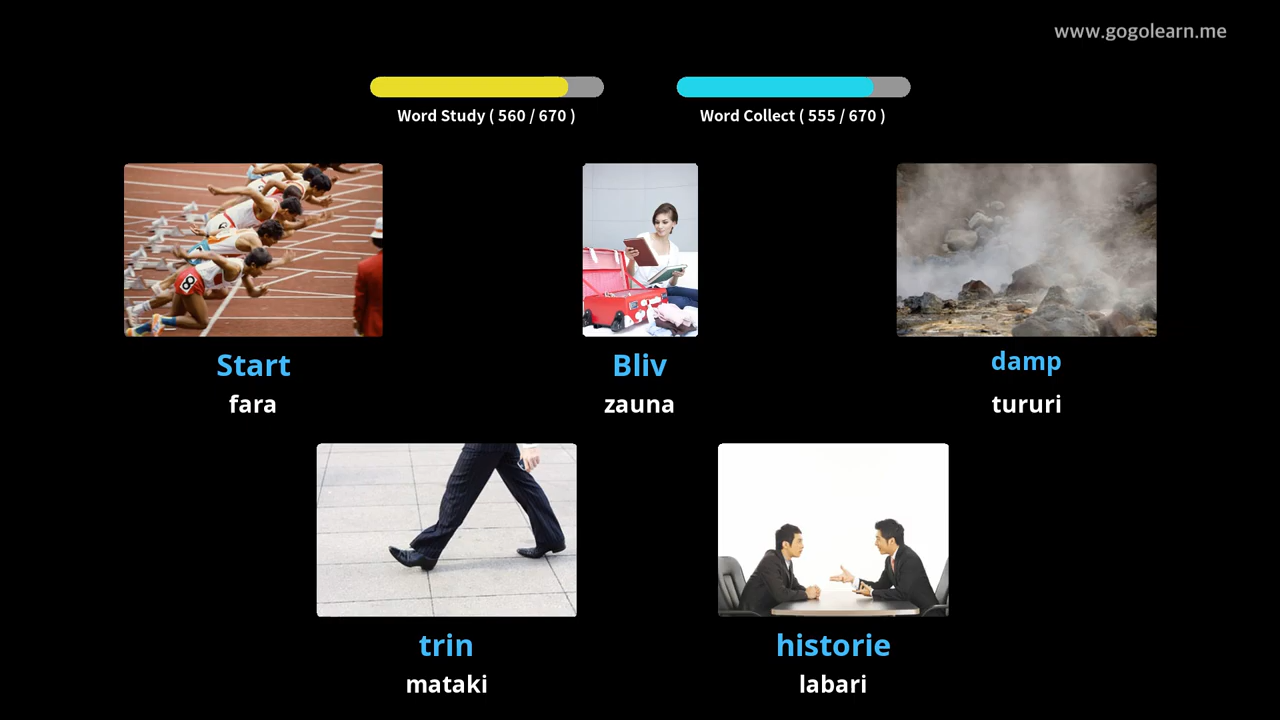 www.gogolearn.me
Word Study ( 560 / 670 )
Word Collect ( 555 / 670 )
8
Start
fara
Bliv
zauna
damp
tururi
trin
mataki
historie
labari